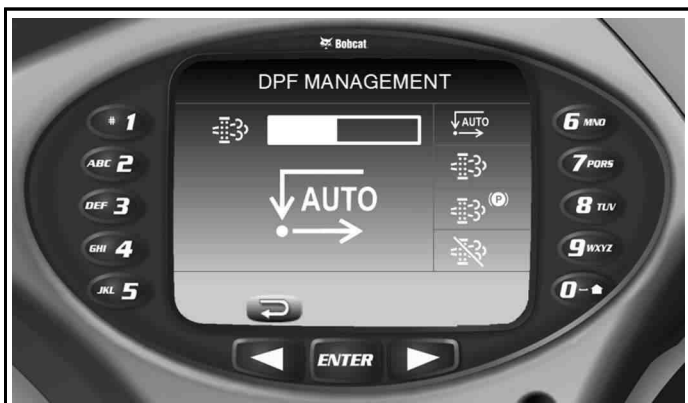 Bobcat
DPF MANAGEMENT
# 1
ABC 2
DEF 3
GHI 4
JKL 5
AUTO
AUTO
(P)
6 MNO
7 PQRS
8 TUV
9 WXYZ
0 -
ENTER